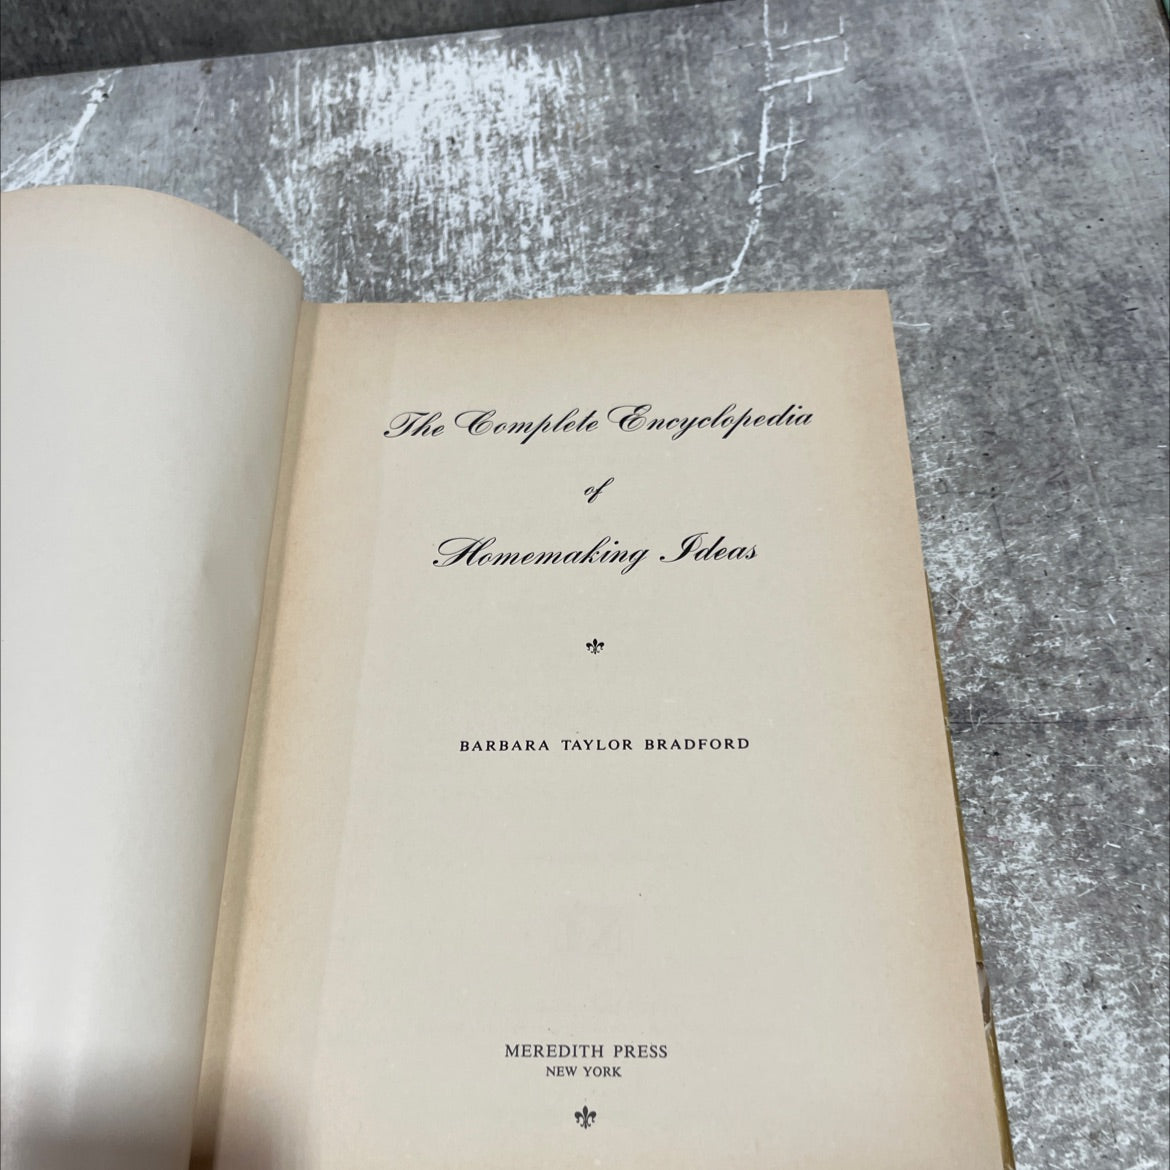 The Complete Encyclopedia
of
Homemaking Ideas
BARBARA TAYLOR BRADFORD
MEREDITH PRESS
NEW YORK